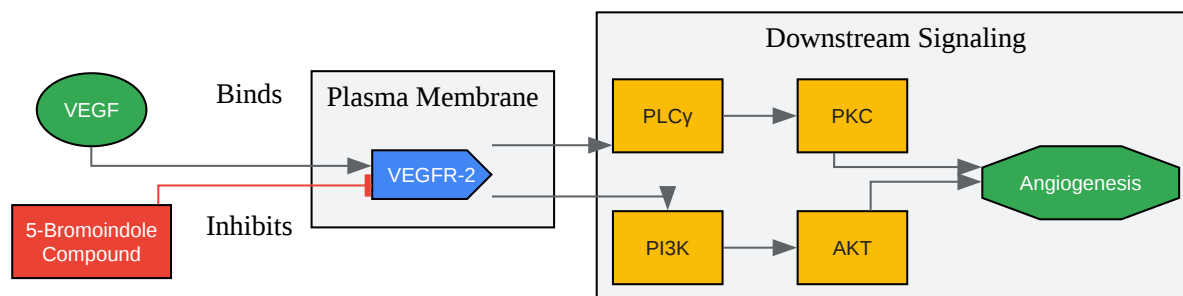 Downstream Signaling
Binds
Plasma Membrane
VEGF
PLCγ
PKC
VEGFR-2
Angiogenesis
5-Bromoindole
Compound
Inhibits
PI3K
AKT